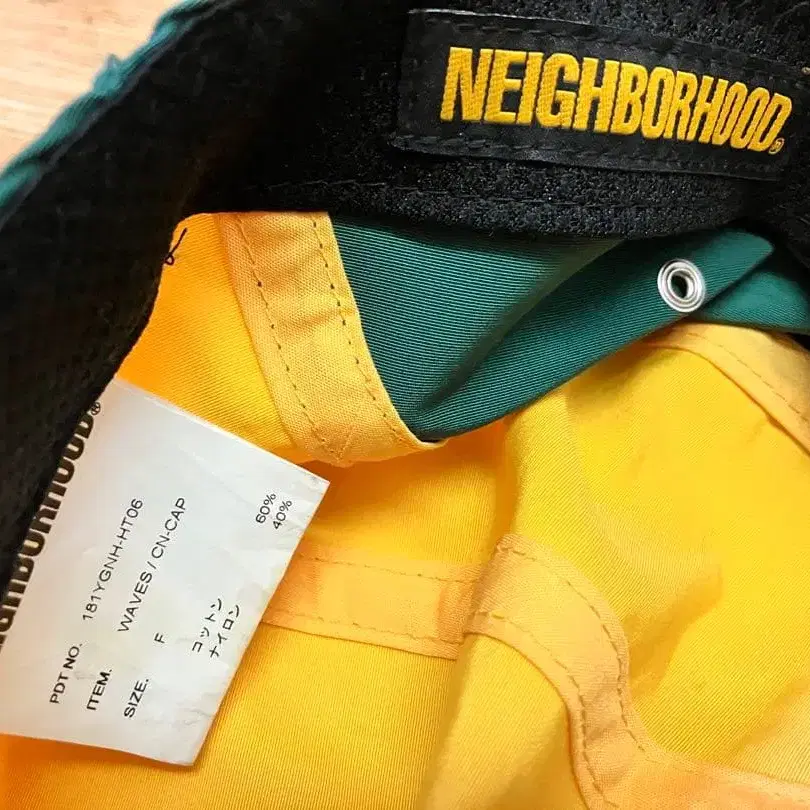 NEIGHBORHOOD®
NEIGHBORHOOD®
PDT NO. 181YGNH-HT06
ITEM. WAVES / CN-CAP
SIZE. F
コットン 60%
ナイロン 40%